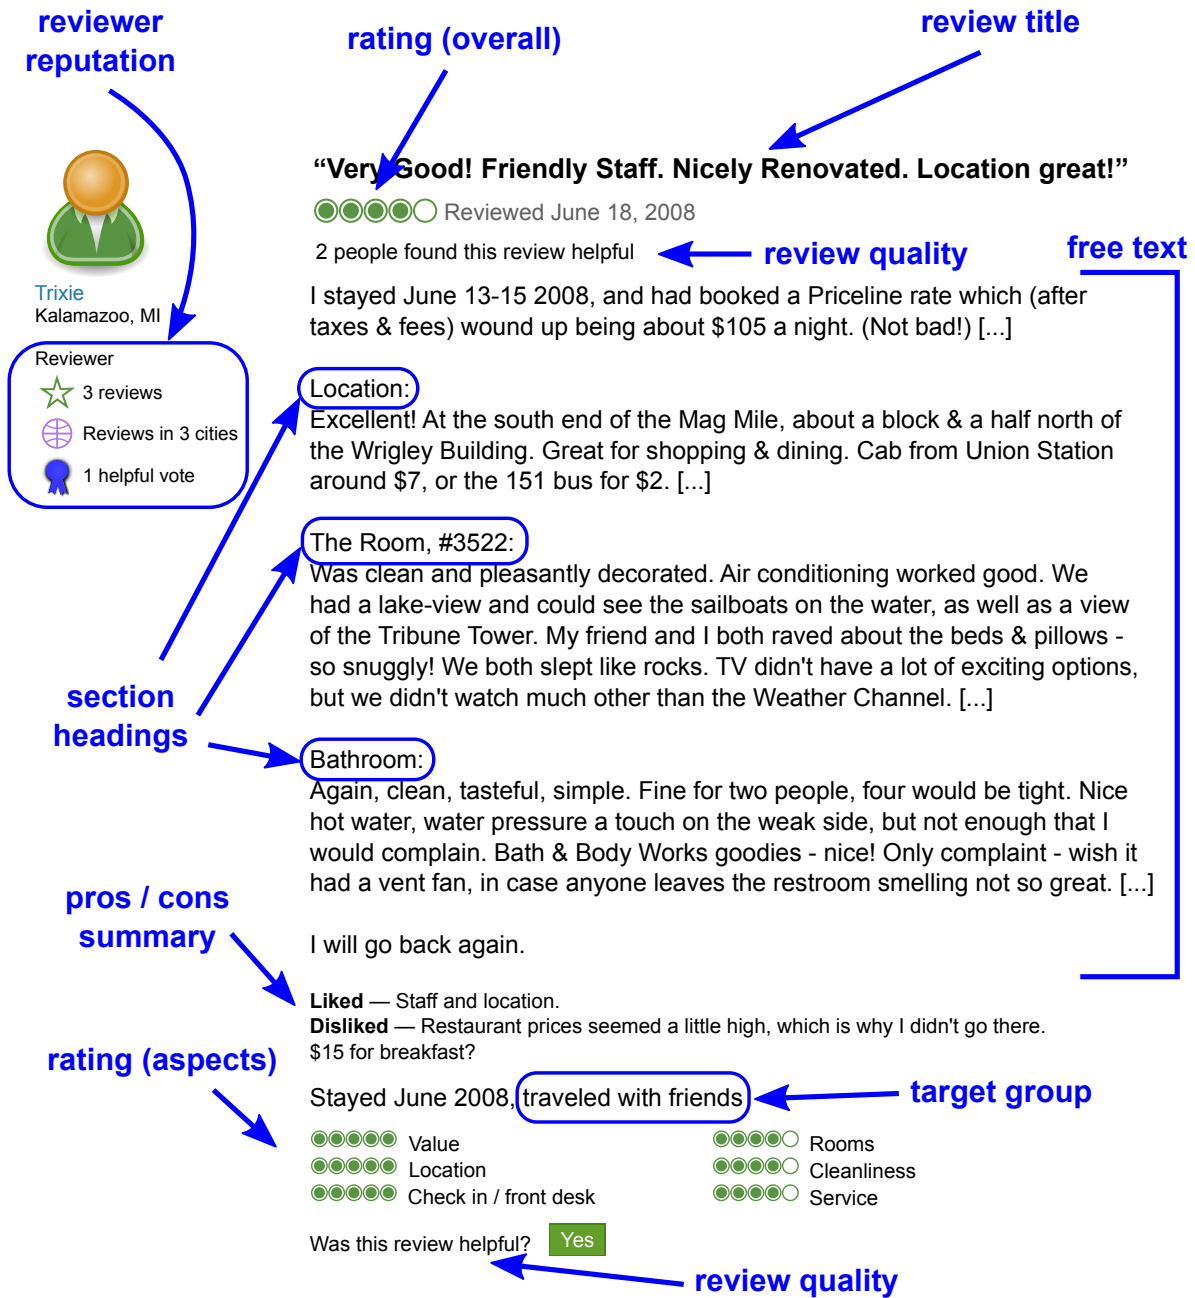 reviewer
reputation
rating (overall)
review title
“Very Good! Friendly Staff. Nicely Renovated. Location great!”
Reviewed June 18, 2008
2 people found this review helpful
review quality
free text
Trixie
Kalamazoo, MI
Reviewer
3 reviews
Reviews in 3 cities
1 helpful vote
I stayed June 13-15 2008, and had booked a Priceline rate which (after
taxes & fees) wound up being about $105 a night. (Not bad!) [...]
Location:
Excellent! At the south end of the Mag Mile, about a block & a half north of
the Wrigley Building. Great for shopping & dining. Cab from Union Station
around $7, or the 151 bus for $2. [...]
The Room, #3522:
Was clean and pleasantly decorated. Air conditioning worked good. We
had a lake-view and could see the sailboats on the water, as well as a view
of the Tribune Tower. My friend and I both raved about the beds & pillows -
so snuggly! We both slept like rocks. TV didn't have a lot of exciting options,
but we didn't watch much other than the Weather Channel. [...]
section
headings
Bathroom:
Again, clean, tasteful, simple. Fine for two people, four would be tight. Nice
hot water, water pressure a touch on the weak side, but not enough that I
would complain. Bath & Body Works goodies - nice! Only complaint - wish it
had a vent fan, in case anyone leaves the restroom smelling not so great. [...]
pros / cons
summary
I will go back again.
Liked — Staff and location.
Disliked — Restaurant prices seemed a little high, which is why I didn't go there.
$15 for breakfast?
rating (aspects)
Stayed June 2008, traveled with friends
target group
Value
Rooms
Location
Cleanliness
Check in / front desk
Service
Was this review helpful?
Yes
review quality